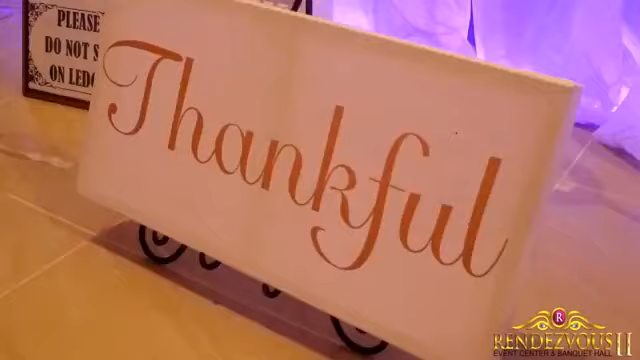 PLEASE
DO NOT
ON
Thankful
R
RENDEZVOUS II
EVENT CENTER & BANQUET HALL